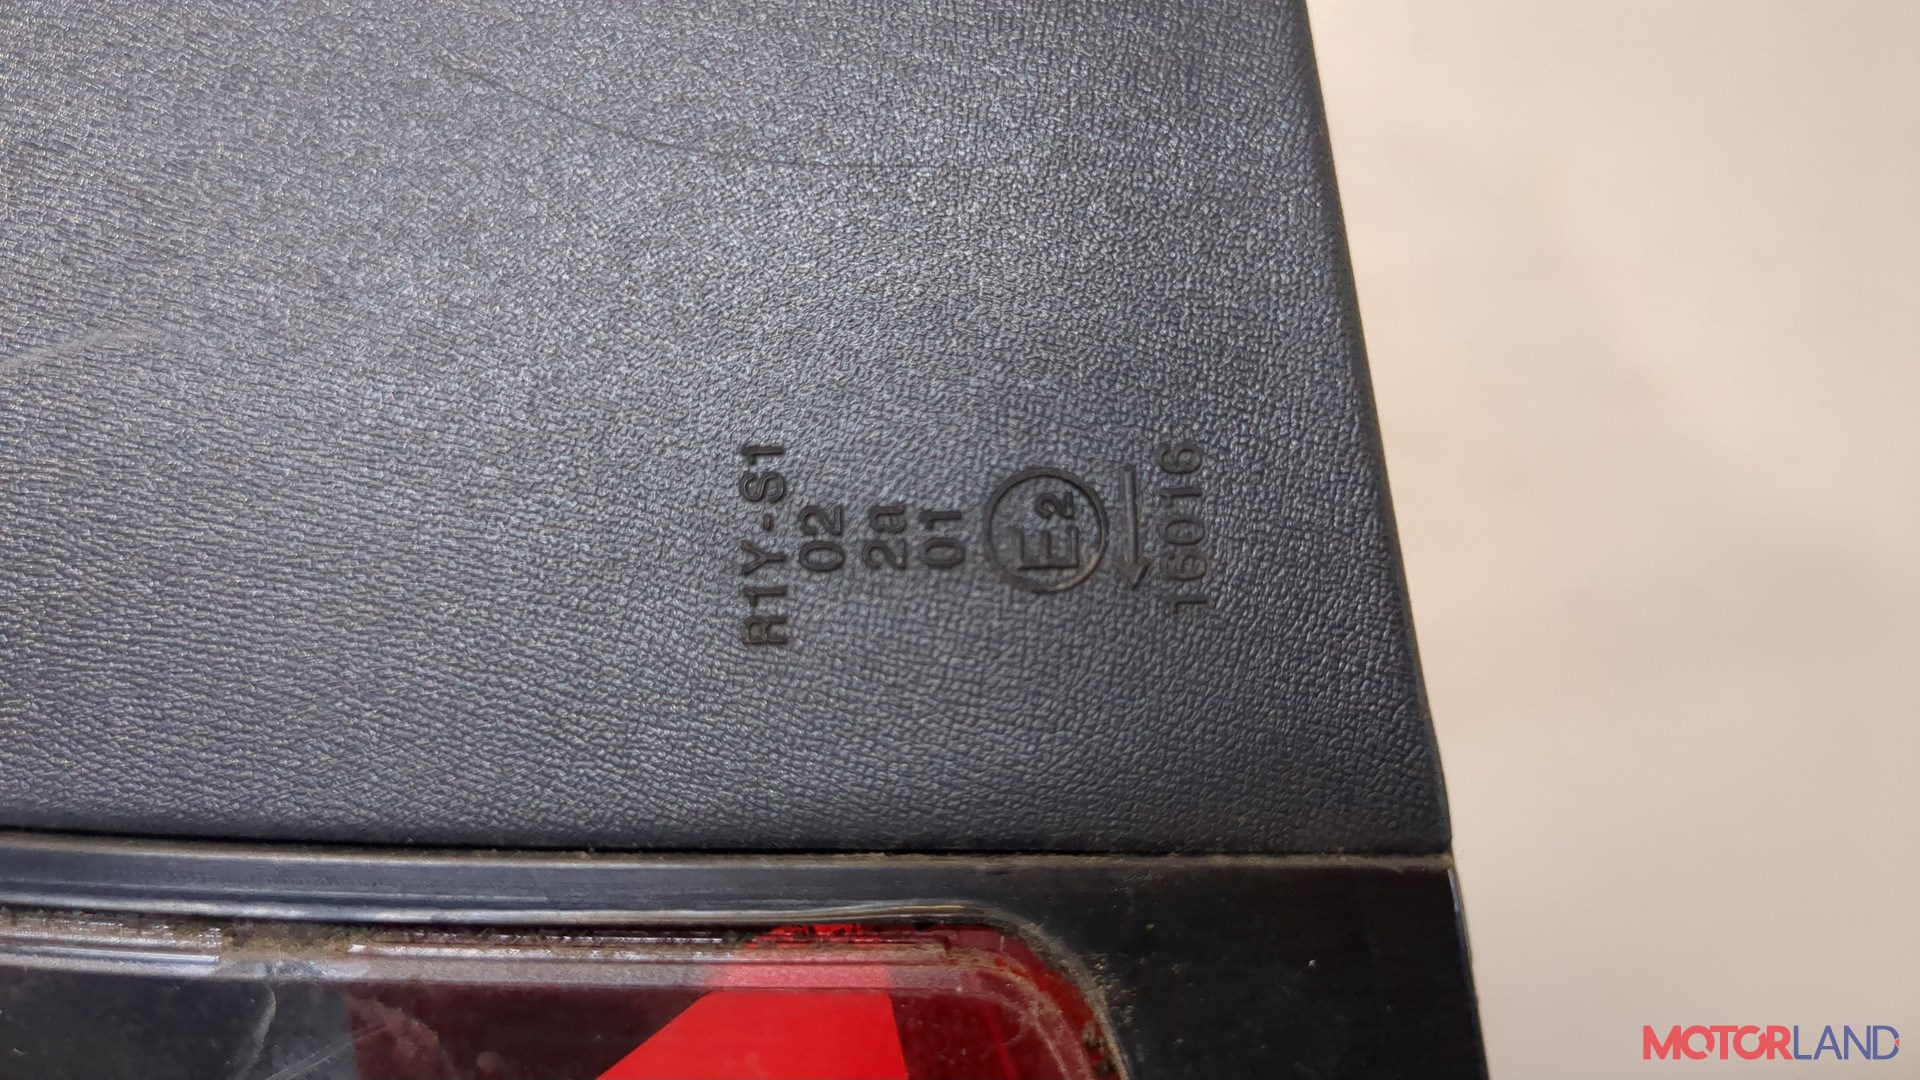 R1Y-S1
02
2a
01
E2
16016
MOTORLAND